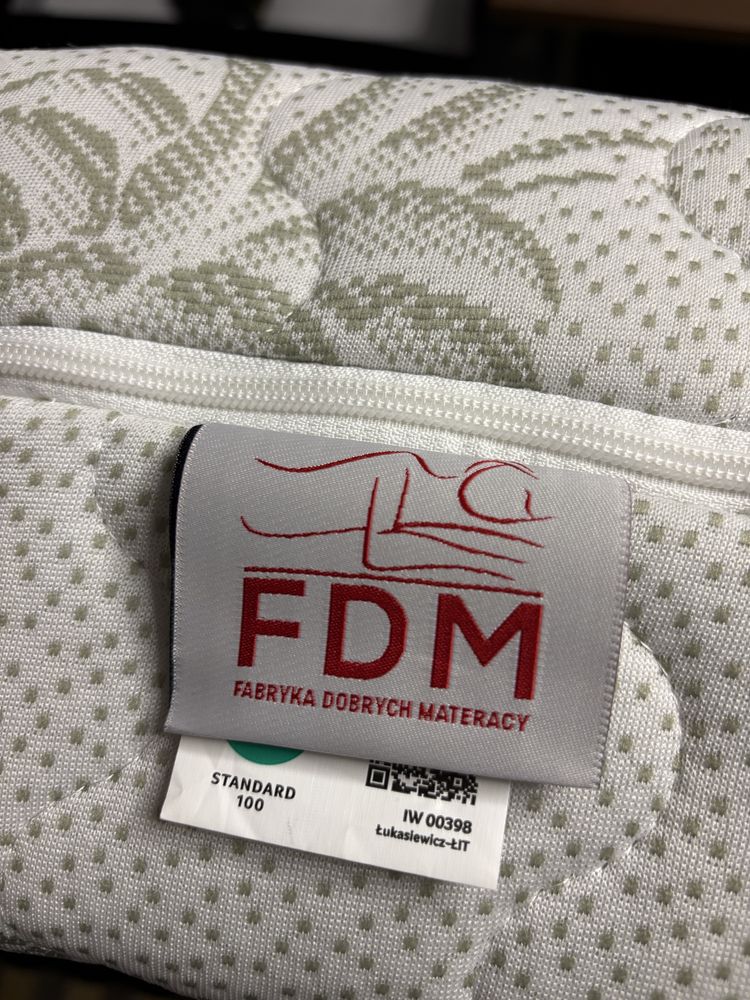 FDM
FABRYKA DOBRYCH MATERACY
STANDARD
100
IW 00398
Łukasiewicz-ŁIT